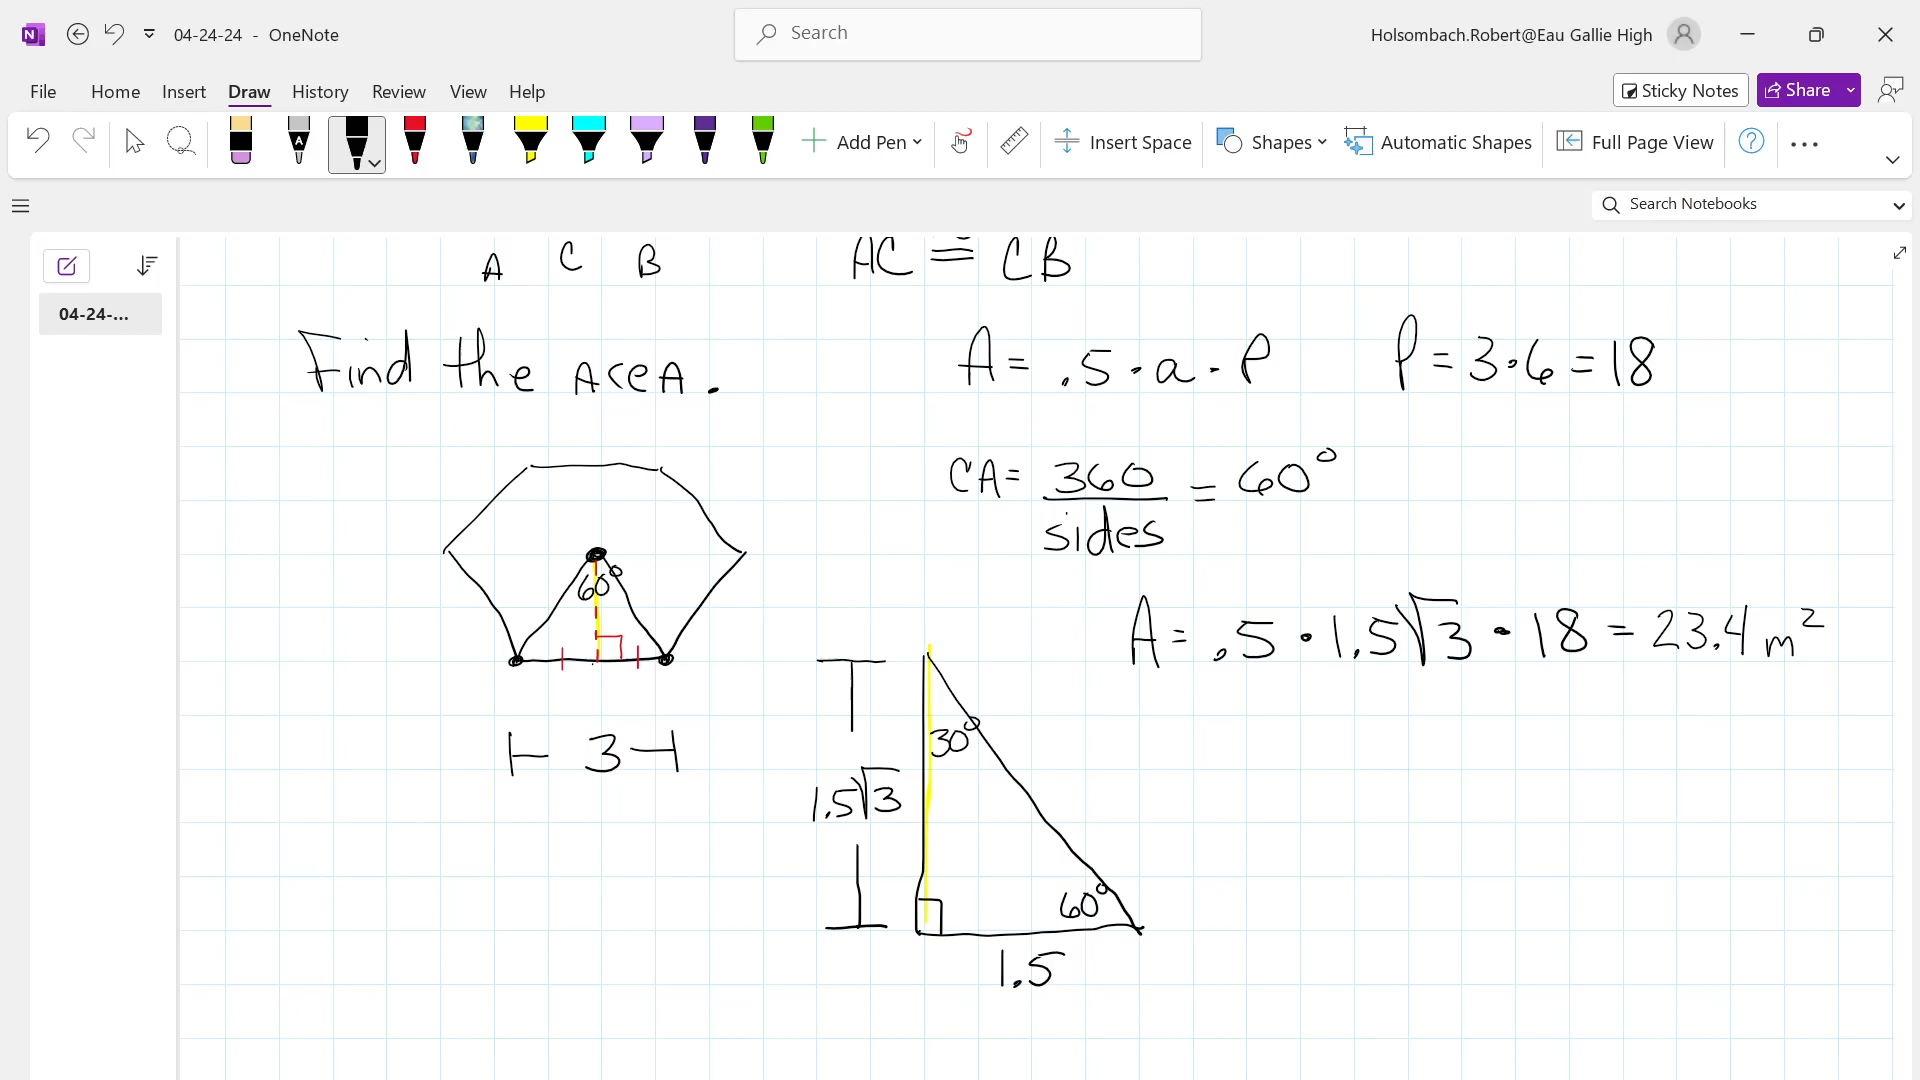 04-24-24 - OneNote
Search
Holsombach.Robert@Eau Gallie High
File Home Insert Draw History Review View Help
Sticky Notes Share
A
Add Pen Insert Space Shapes Automatic Shapes Full Page View ? ...
Search Notebooks
04-24-...
A C B
AC ≅ CB
Find the AreA.
A = .5 · a · P
P = 3 · 6 = 18
CA = 360/sides = 60°
60°
3
A = .5 · 1.5√3 · 18 = 23.4 m²
30°
1.5√3
60°
1.5